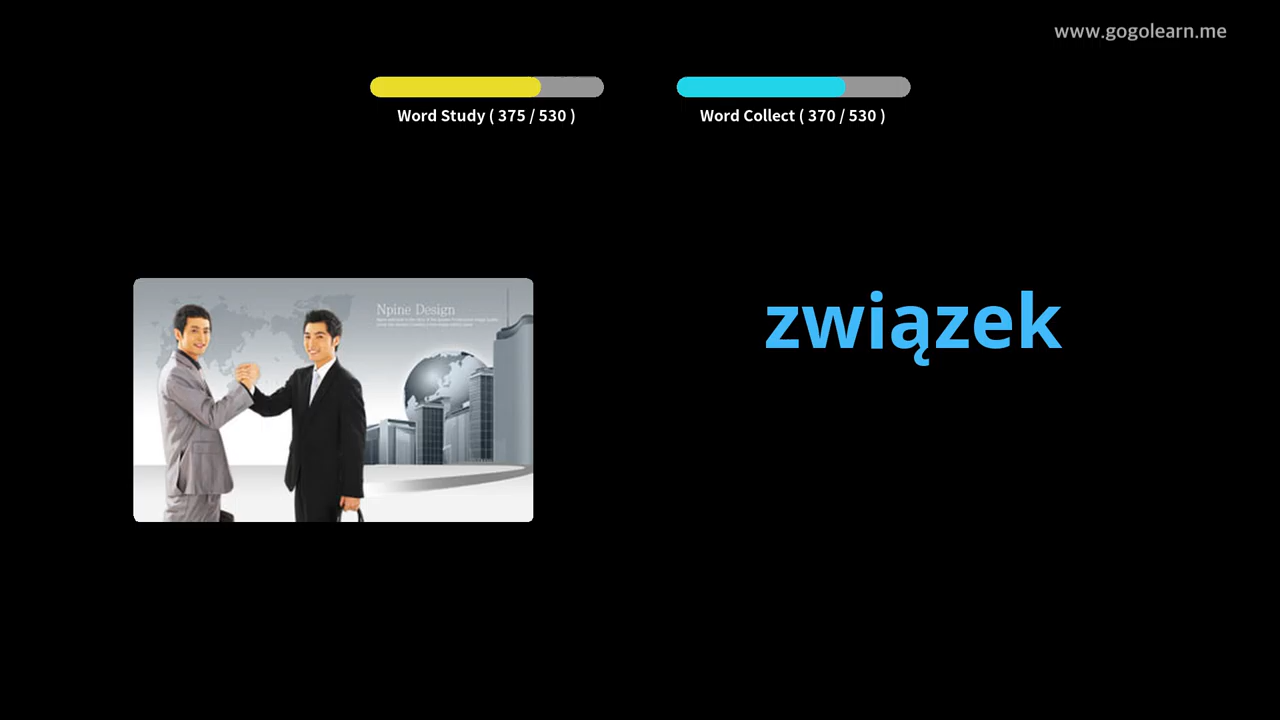 www.gogolearn.me
Word Study ( 375 / 530 )
Word Collect ( 370 / 530 )
Npine Design
związek